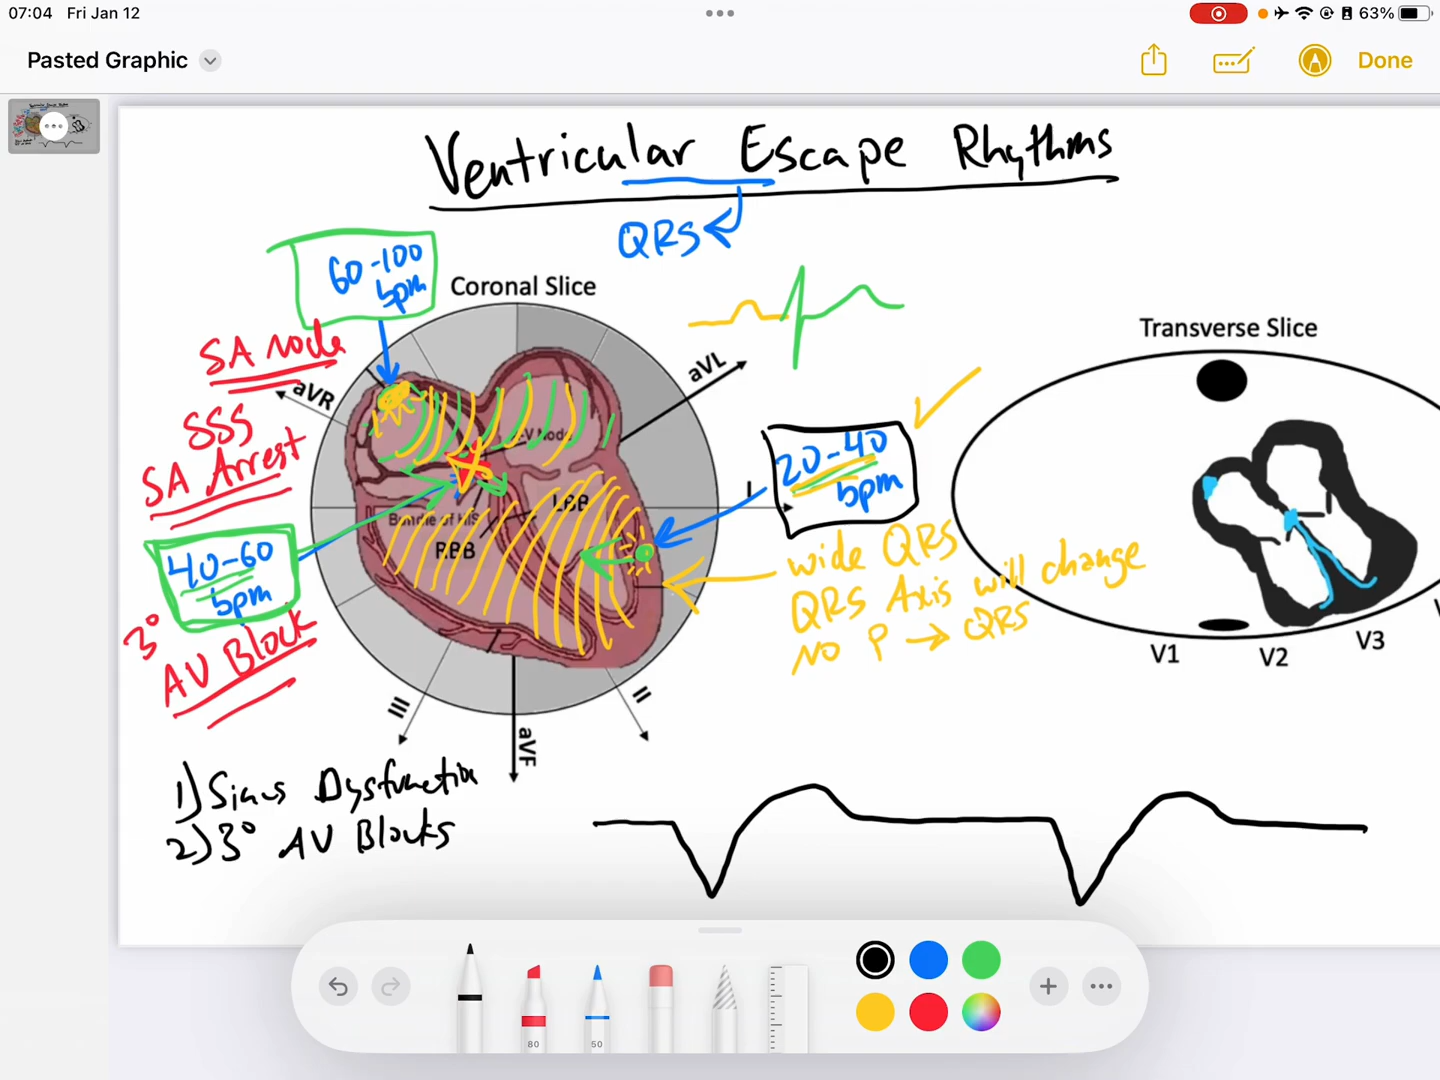 07:04 Fri Jan 12
63%
Pasted Graphic
Done
Ventricular Escape Rhythms
QRS
60-100
bpm
Coronal Slice
Transverse Slice
SA Node
aVR
aVL
SSS
SA Arrest
20-40
bpm
I
LBB
Bundle of HIS
RBB
40-60
bpm
wide QRS
QRS Axis will change
NO P → QRS
3°
AV Block
V1
V2
V3
III
II
aVF
1) Sinus Dysfunction
2) 3° AV Blocks
80
50